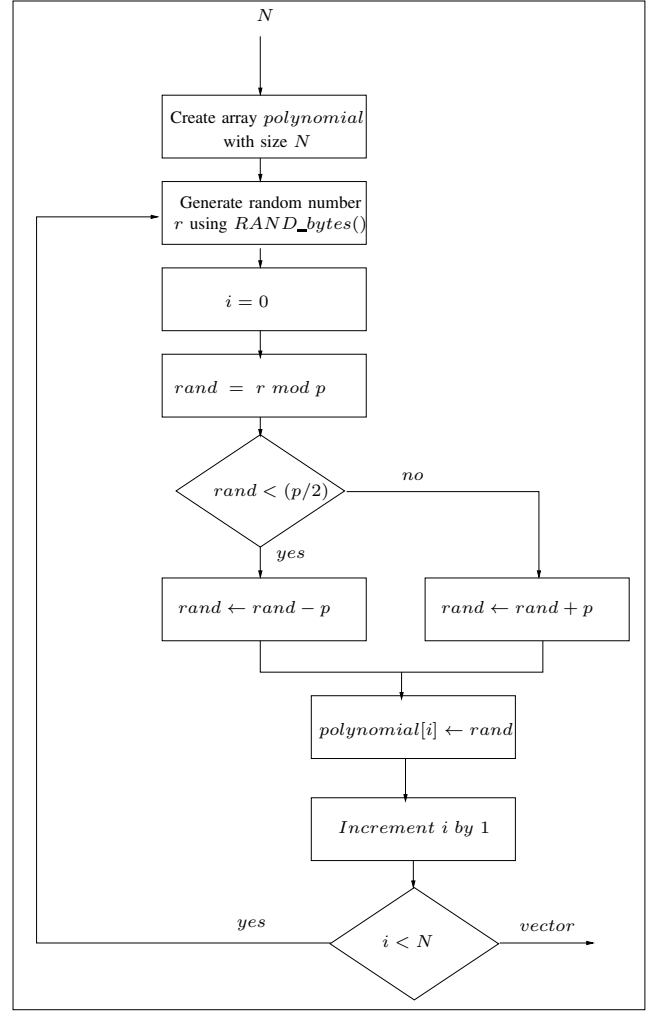 N
Create array polynomial
with size N
Generate random number
r using RAND_bytes()
i = 0
rand = r mod p
rand < (p/2)
no
yes
rand ← rand − p
rand ← rand + p
polynomial[i] ← rand
Increment i by 1
yes
i < N
vector